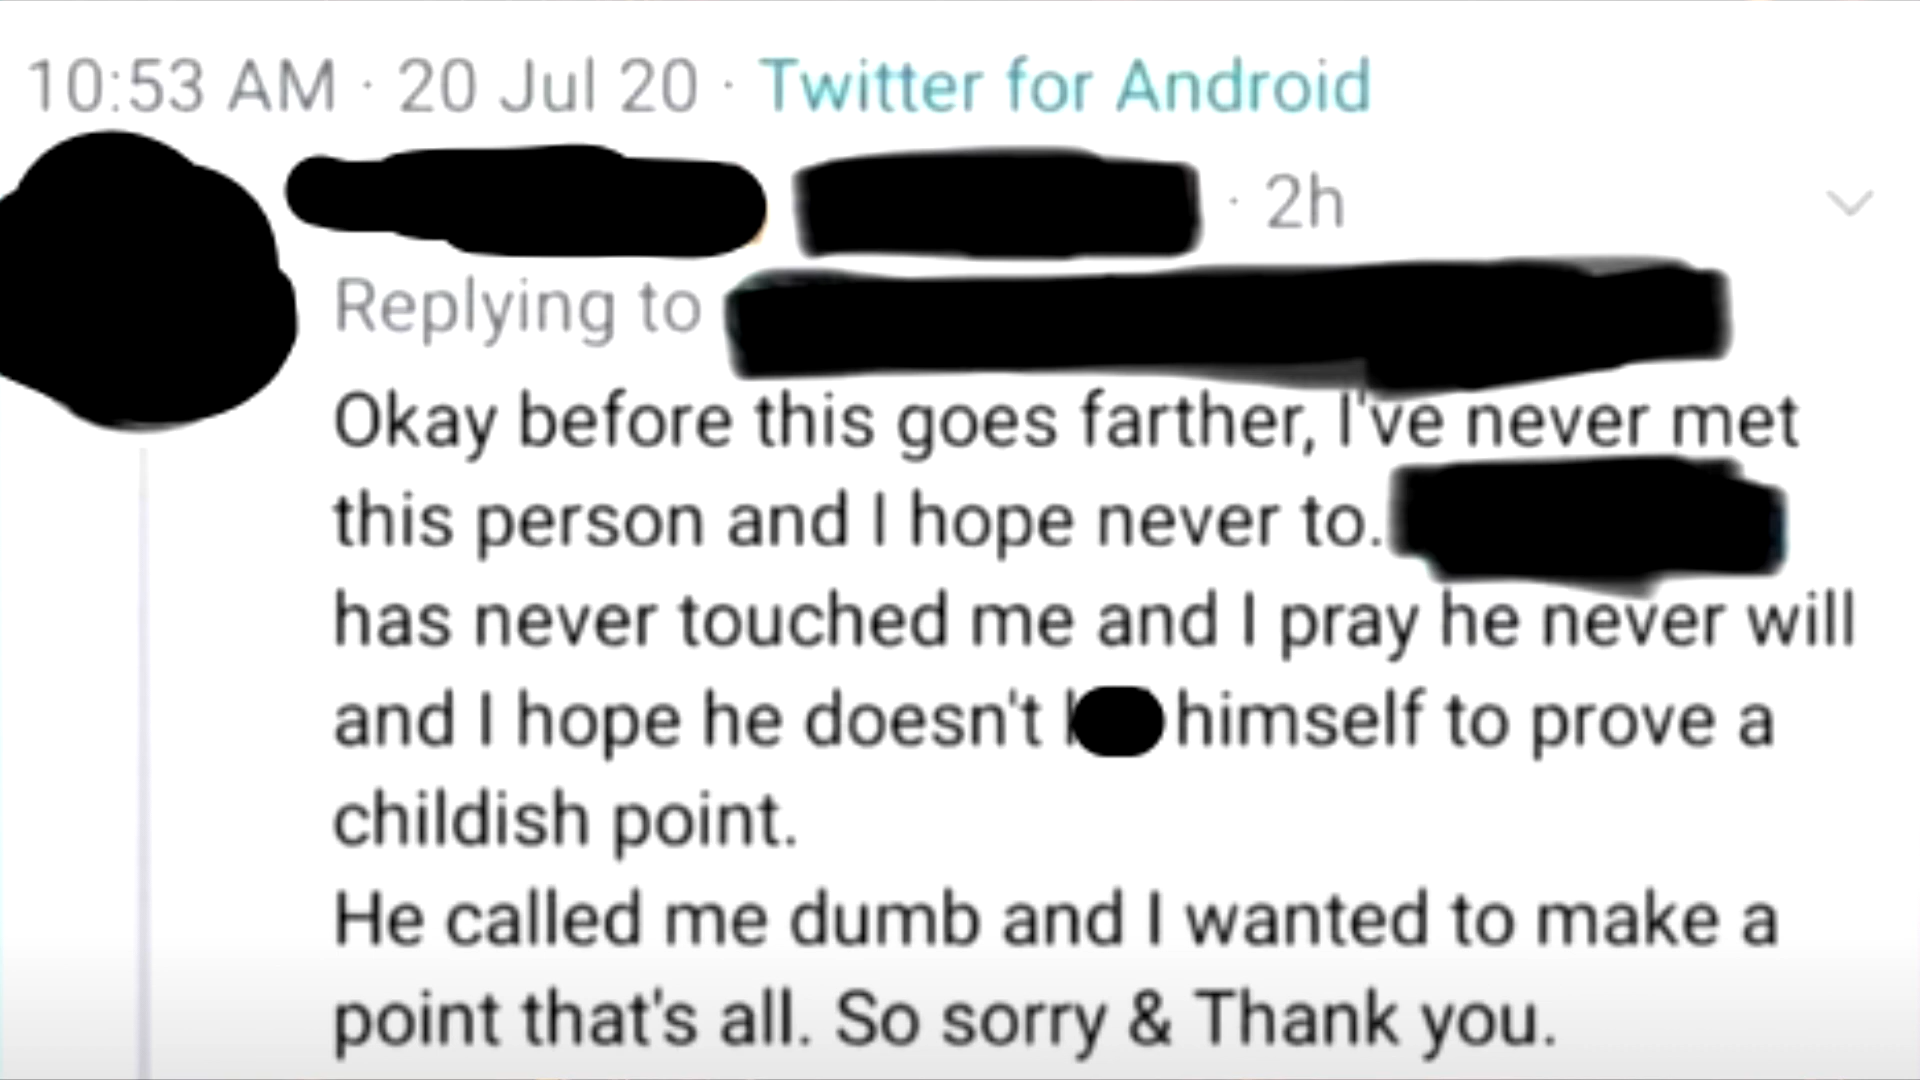 10:53 AM · 20 Jul 20 · Twitter for Android
· 2h
Replying to
Okay before this goes farther, I've never met
this person and I hope never to.
has never touched me and I pray he never will
and I hope he doesn't himself to prove a
childish point.
He called me dumb and I wanted to make a
point that's all. So sorry & Thank you.